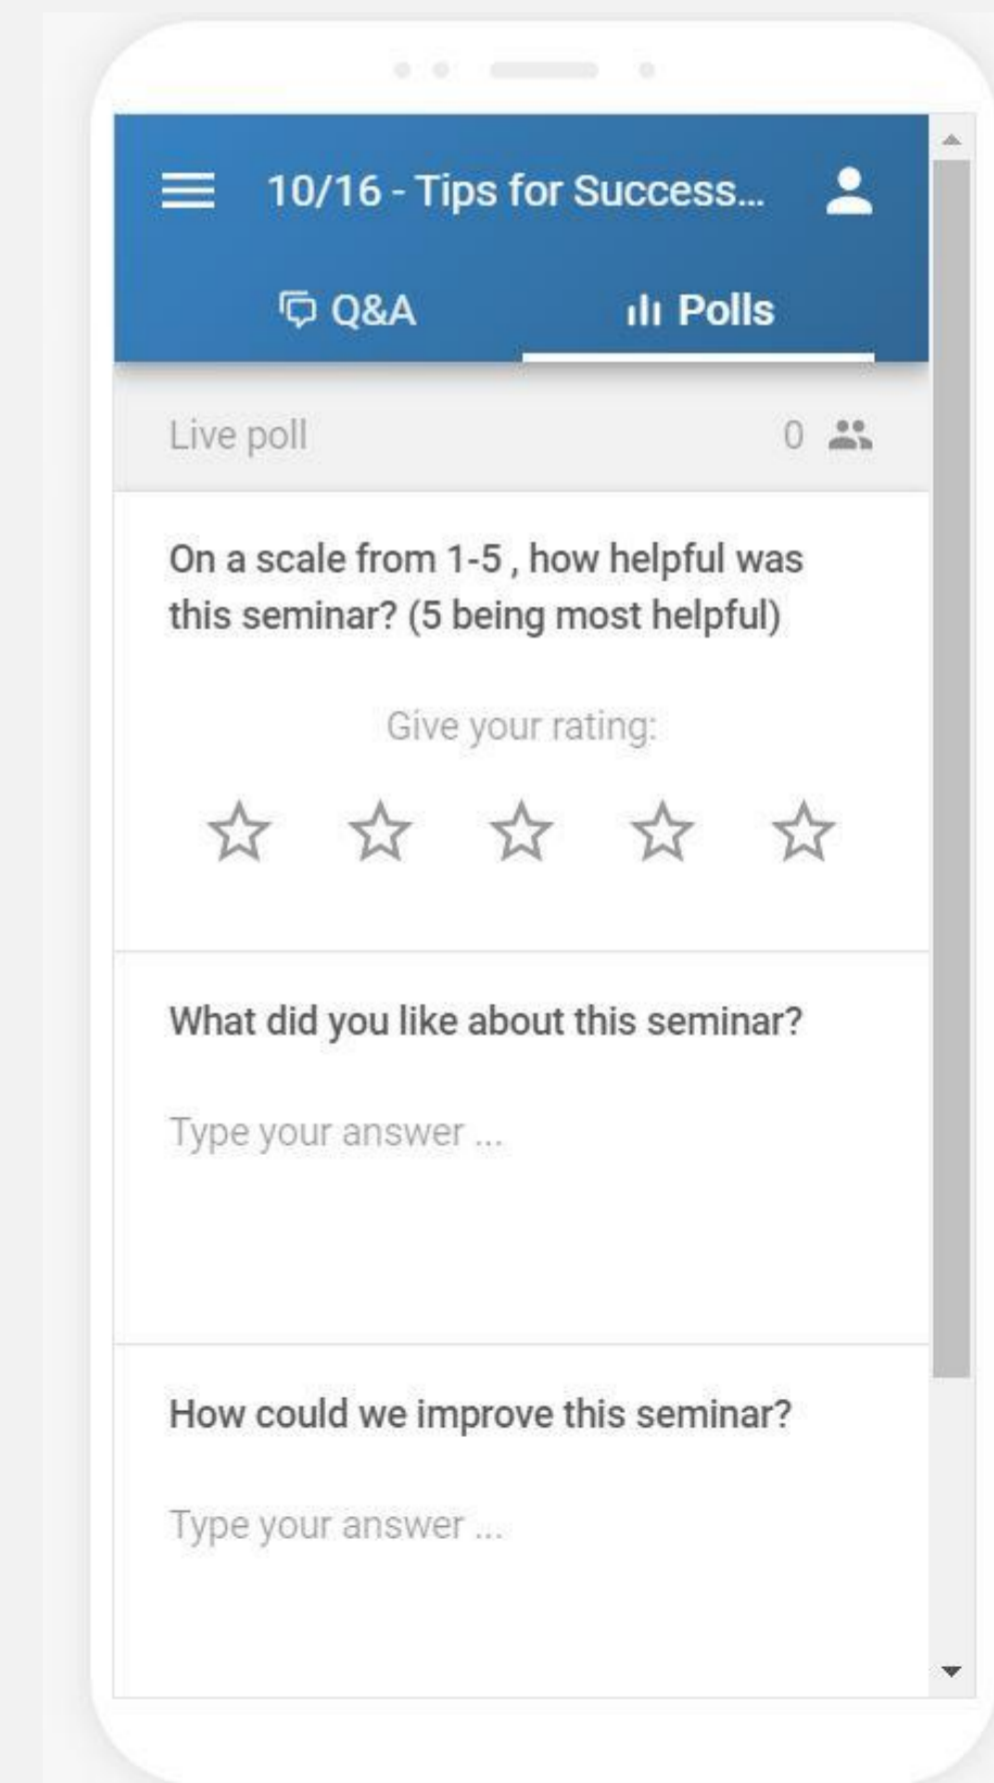 10/16 - Tips for Success...
Q&A
Polls
Live poll
0
On a scale from 1-5 , how helpful was
this seminar? (5 being most helpful)
Give your rating:
What did you like about this seminar?
Type your answer ...
How could we improve this seminar?
Type your answer ...